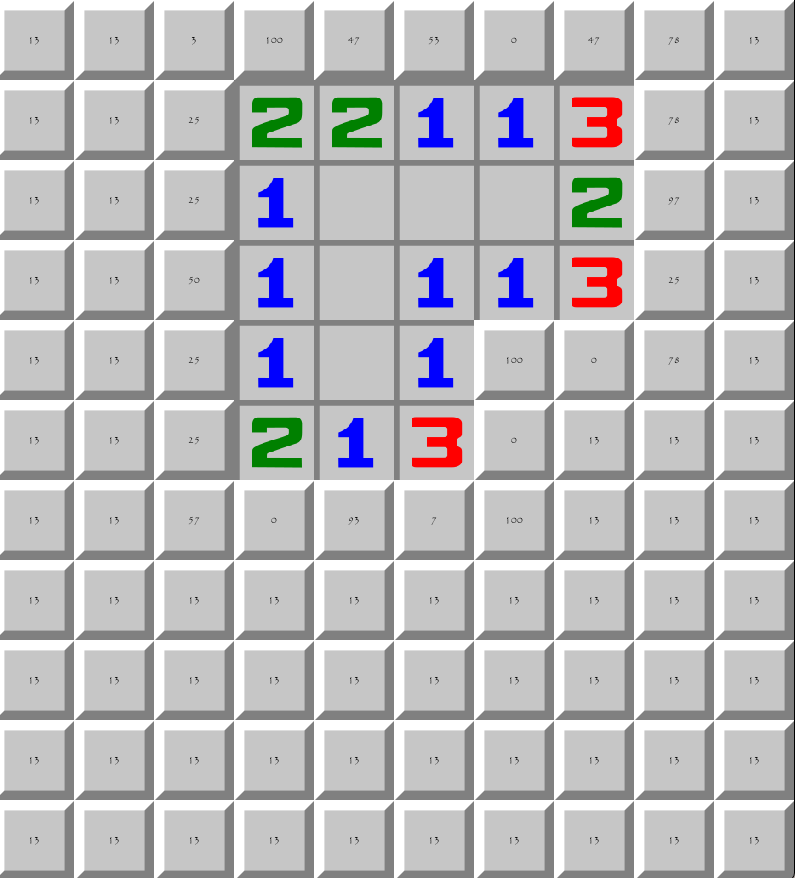 13 13 3 100 47 53 0 47 78 13
13 13 25 2 2 1 1 3 78 13
13 13 25 1 2 97 13
13 13 50 1 1 1 3 25 13
13 13 25 1 1 100 0 78 13
13 13 25 2 1 3 0 13 13 13
13 13 57 0 93 7 100 13 13 13
13 13 13 13 13 13 13 13 13 13
13 13 13 13 13 13 13 13 13 13
13 13 13 13 13 13 13 13 13 13
13 13 13 13 13 13 13 13 13 13